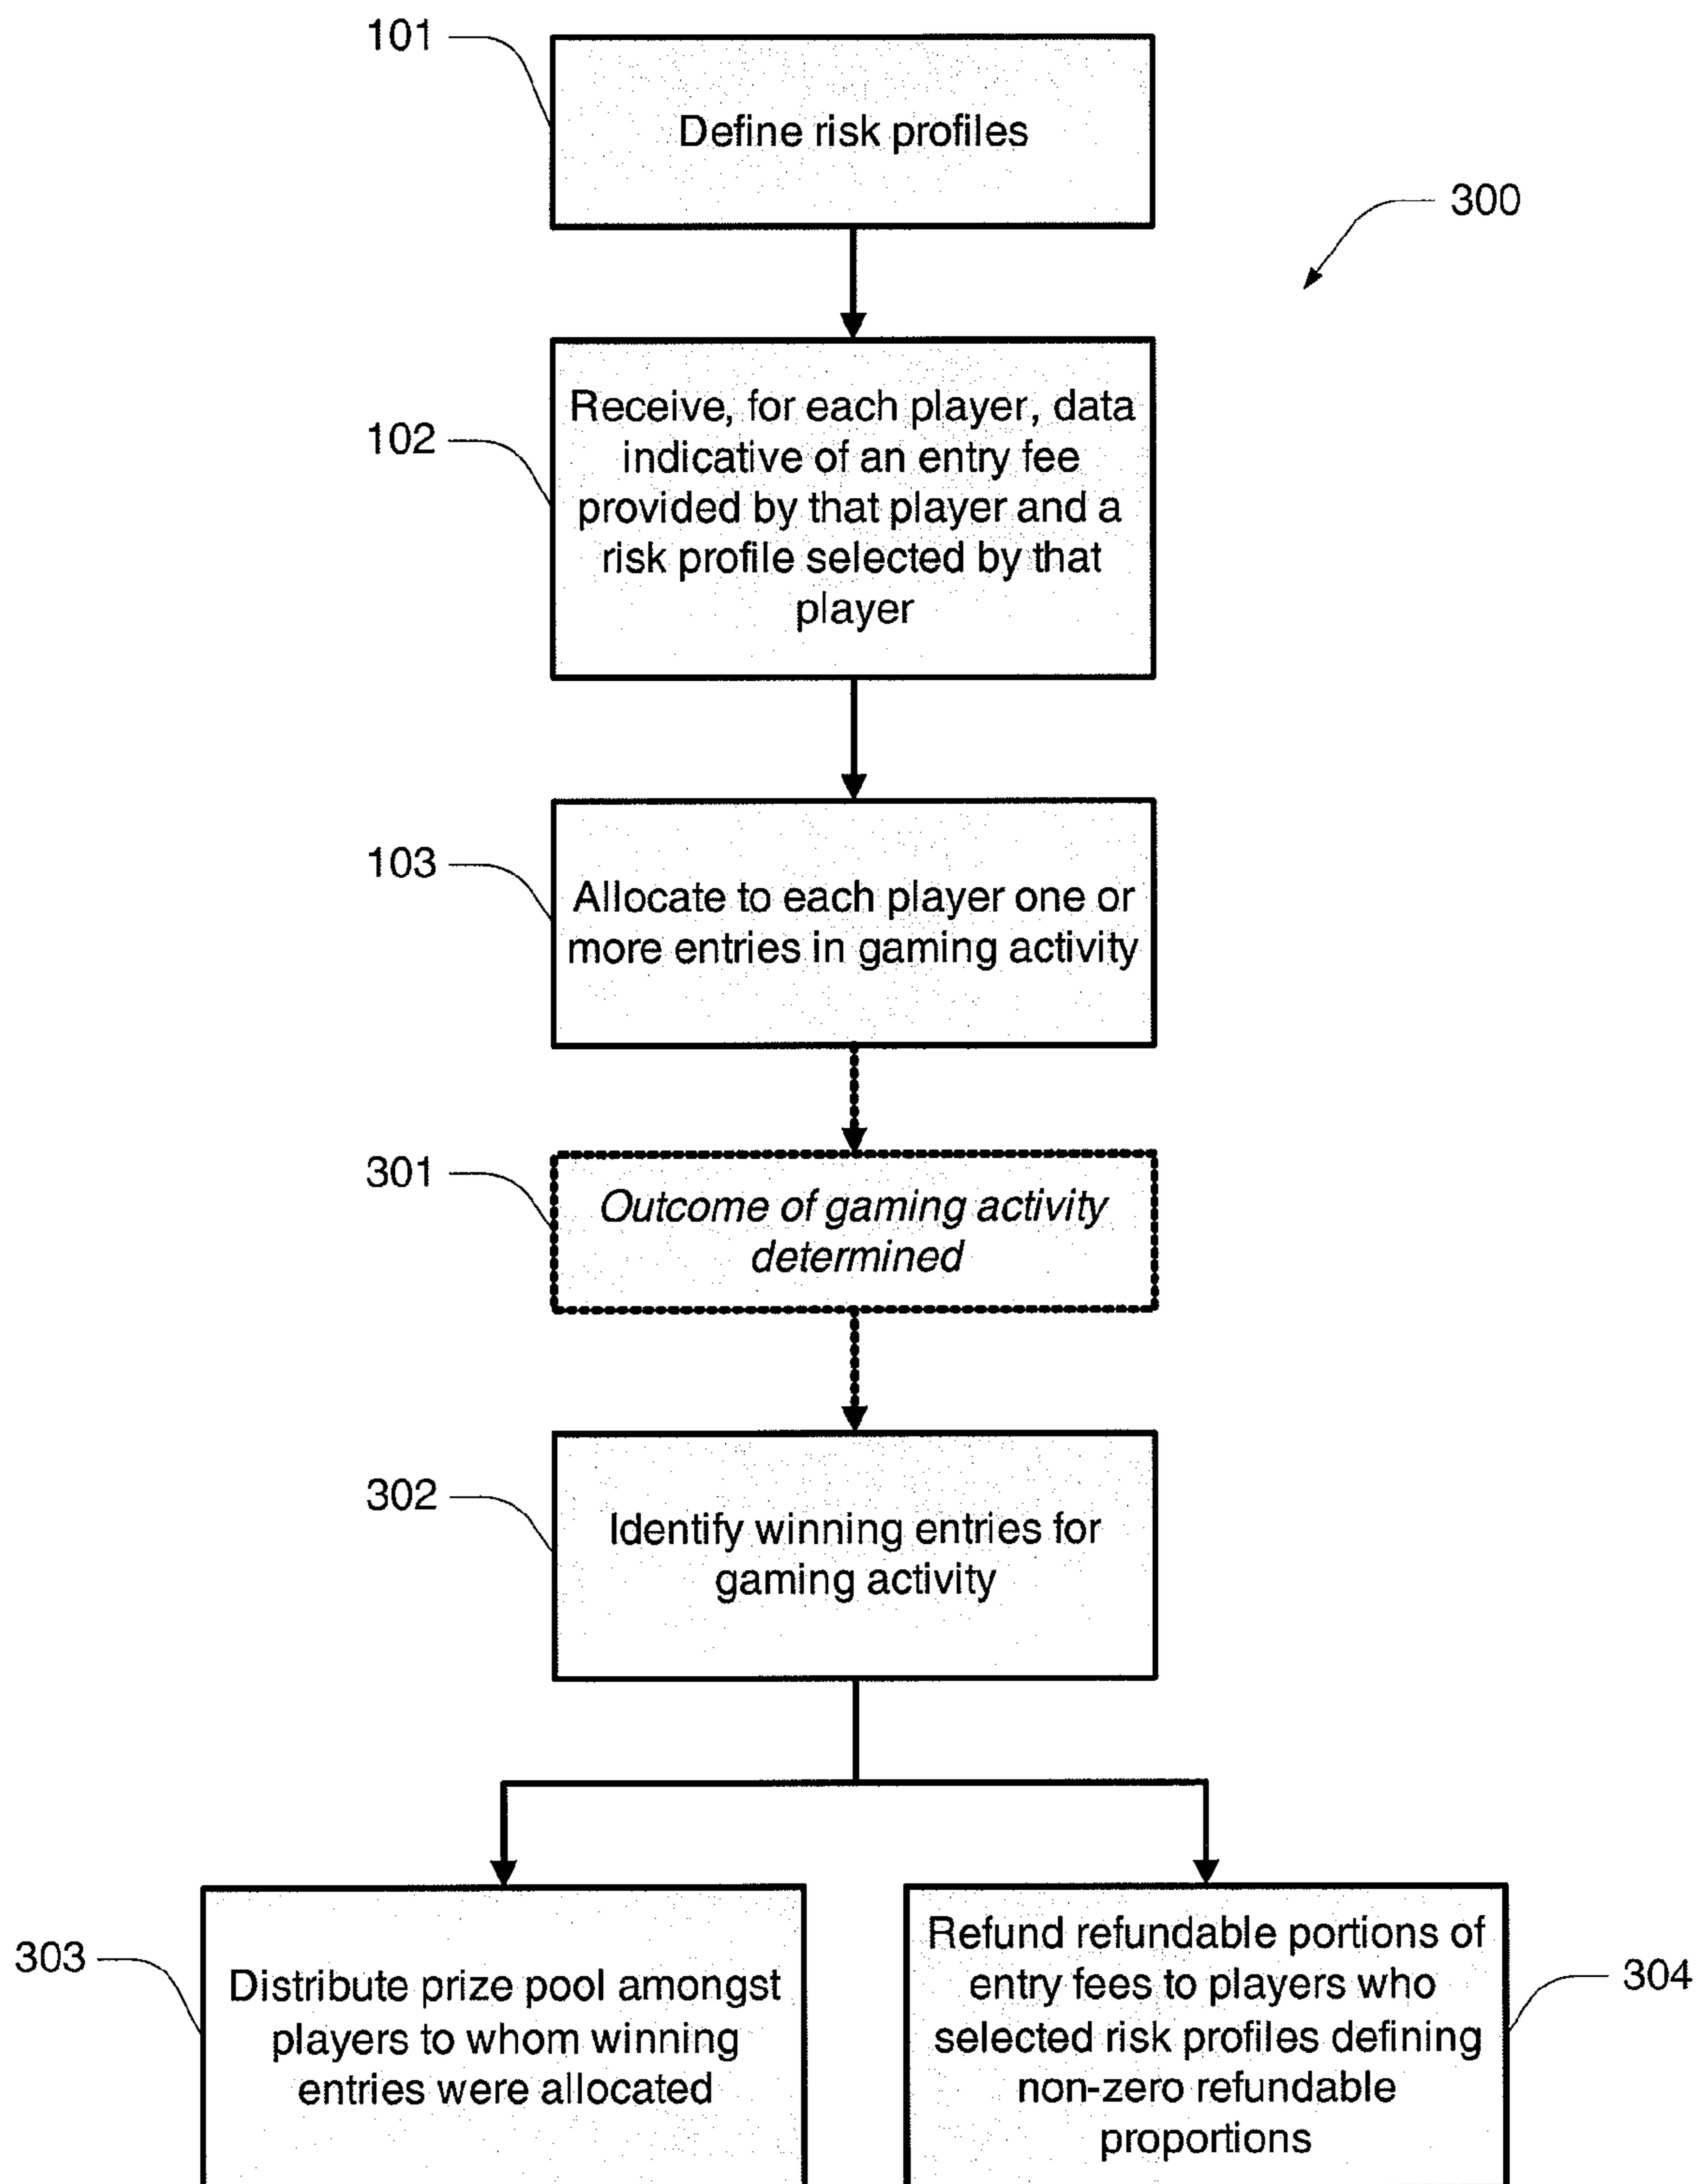 101
Define risk profiles
300
102
Receive, for each player, data
indicative of an entry fee
provided by that player and a
risk profile selected by that
player
103
Allocate to each player one or
more entries in gaming activity
301
Outcome of gaming activity
determined
302
Identify winning entries for
gaming activity
303
Distribute prize pool amongst
players to whom winning
entries were allocated
Refund refundable portions of
entry fees to players who
selected risk profiles defining
non-zero refundable
proportions
304